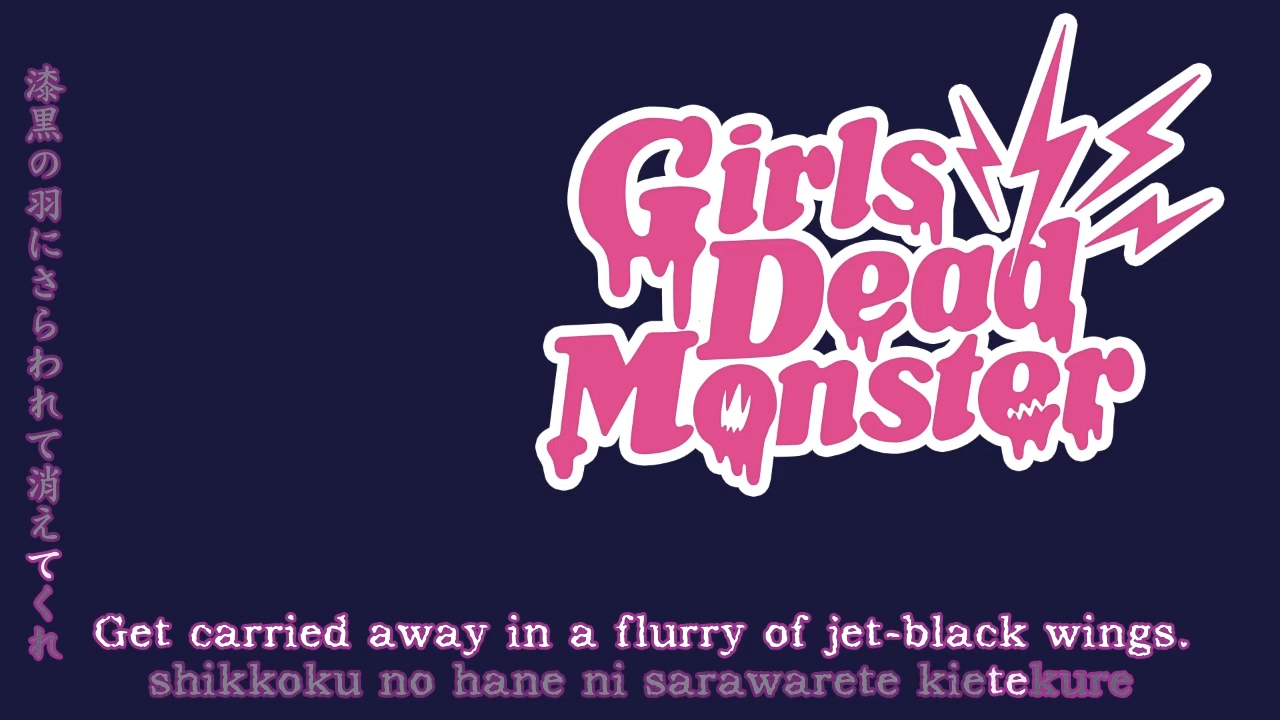 漆黒の羽にさらわれて消えてくれ
Girls
Dead
Monster
Get carried away in a flurry of jet-black wings.
shikkoku no hane ni sarawarete kietekure